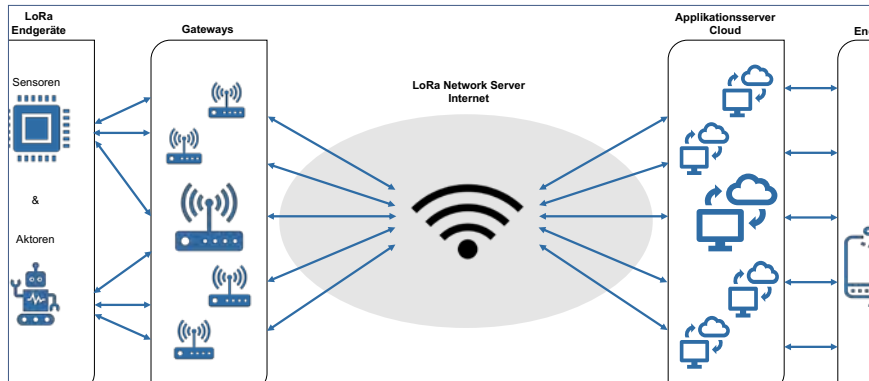 LoRa
Endgeräte
Gateways
LoRa Network Server
Internet
Applikationsserver
Cloud
Sensoren
&
Aktoren